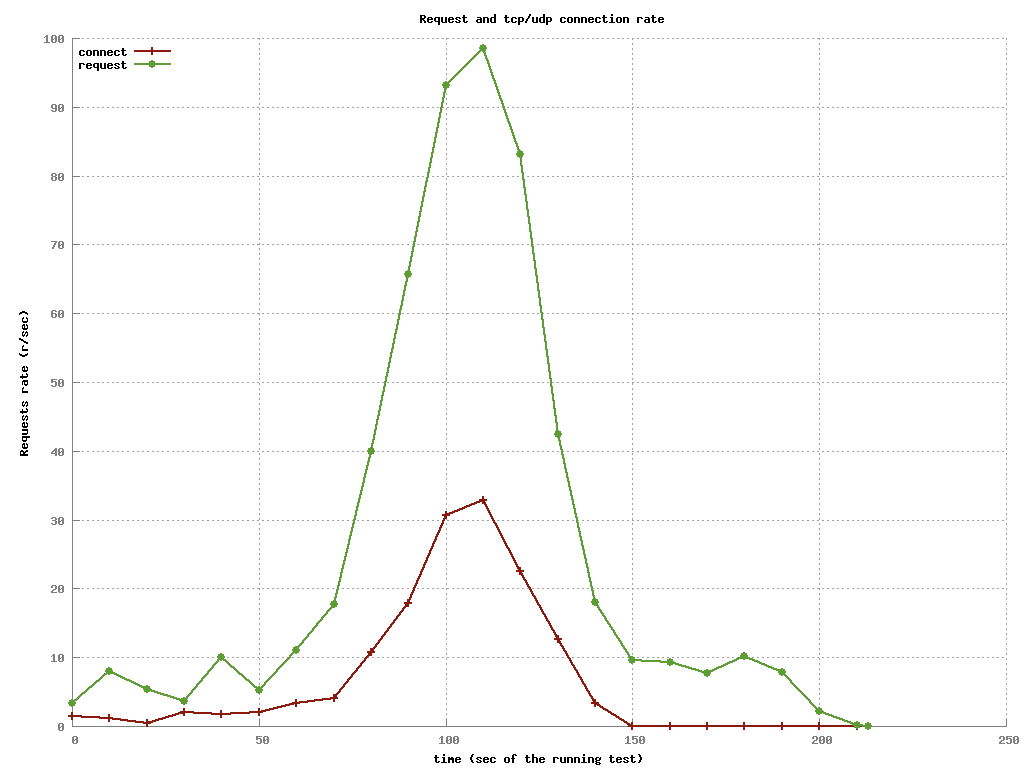 Request and tcp/udp connection rate
100
connect
request
90
80
70
60
50
40
30
20
10
0
Requests rate (r/sec)
0 50 100 150 200 250
time (sec of the running test)